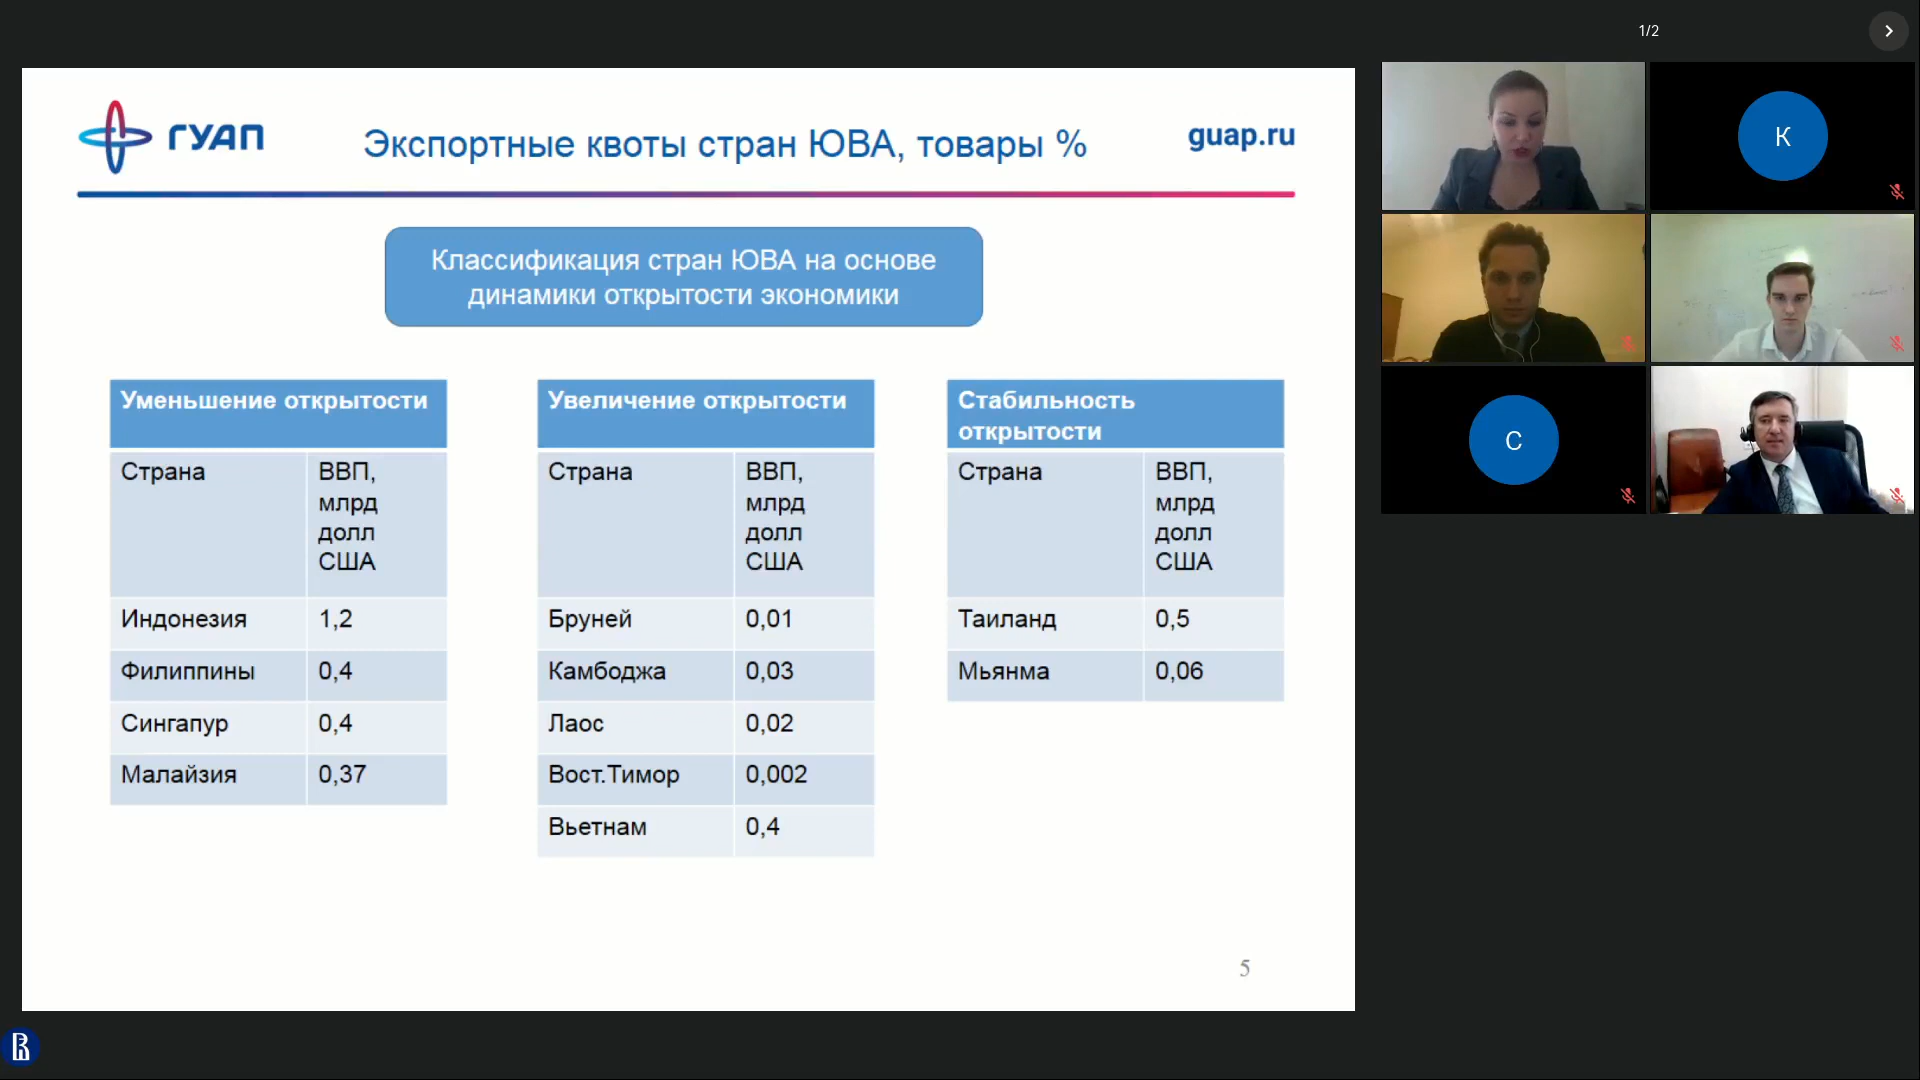 1/2
ГУАП
Экспортные квоты стран ЮВА, товары %
guap.ru
Классификация стран ЮВА на основе
динамики открытости экономики
Уменьшение открытости
Страна
ВВП,
млрд
долл
США
Индонезия 1,2
Филиппины 0,4
Сингапур 0,4
Малайзия 0,37
Увеличение открытости
Страна
ВВП,
млрд
долл
США
Бруней 0,01
Камбоджа 0,03
Лаос 0,02
Вост.Тимор 0,002
Вьетнам 0,4
Стабильность
открытости
Страна
ВВП,
млрд
долл
США
Таиланд 0,5
Мьянма 0,06
5
К
С